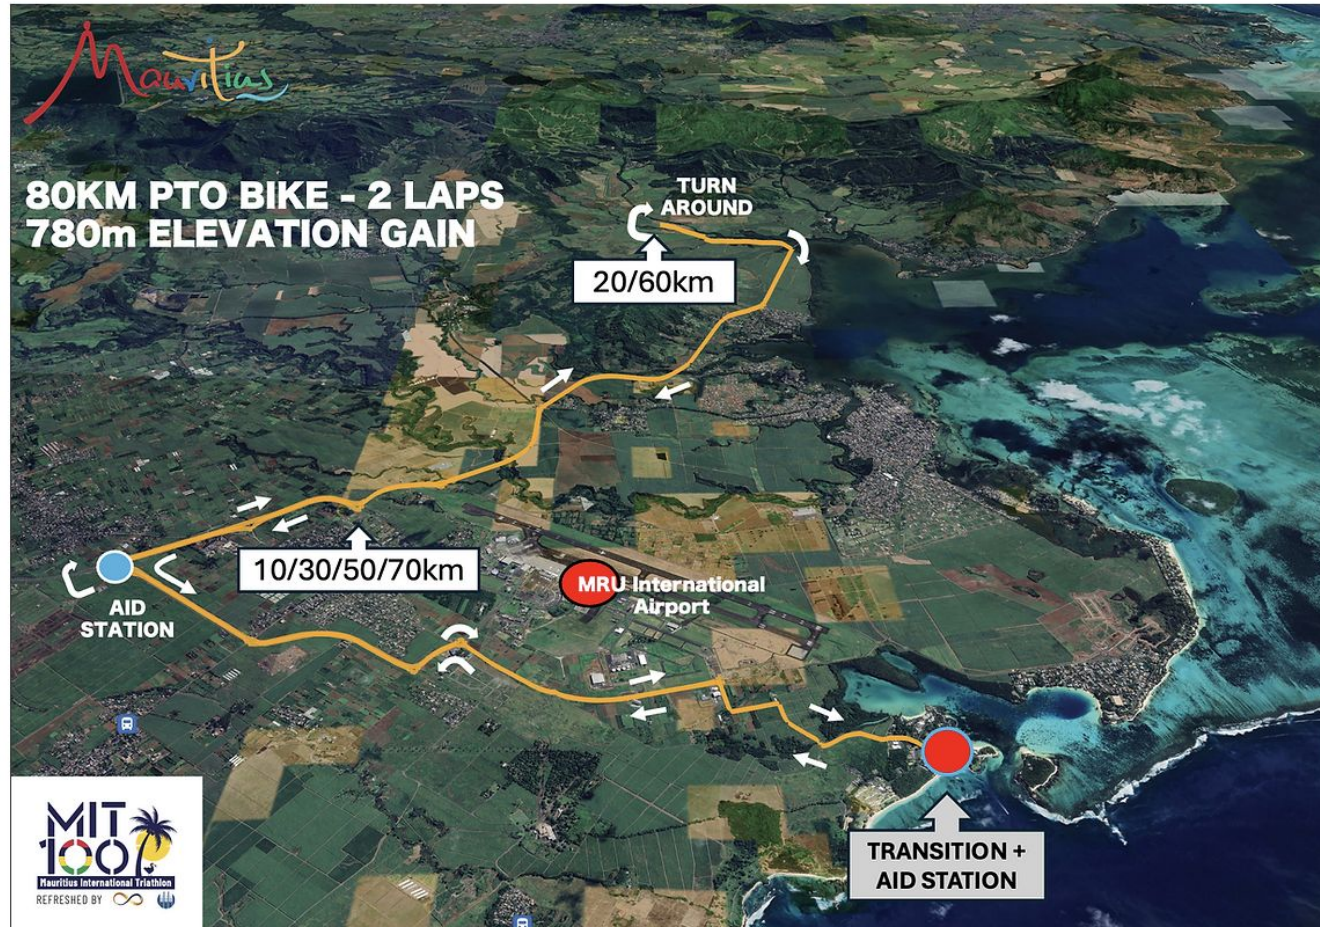 Mauritius
80KM PTO BIKE - 2 LAPS
780m ELEVATION GAIN
TURN
AROUND
20/60km
10/30/50/70km
MRU International
Airport
AID
STATION
TRANSITION +
AID STATION
MIT
100
Mauritius International Triathlon
REFRESHED BY